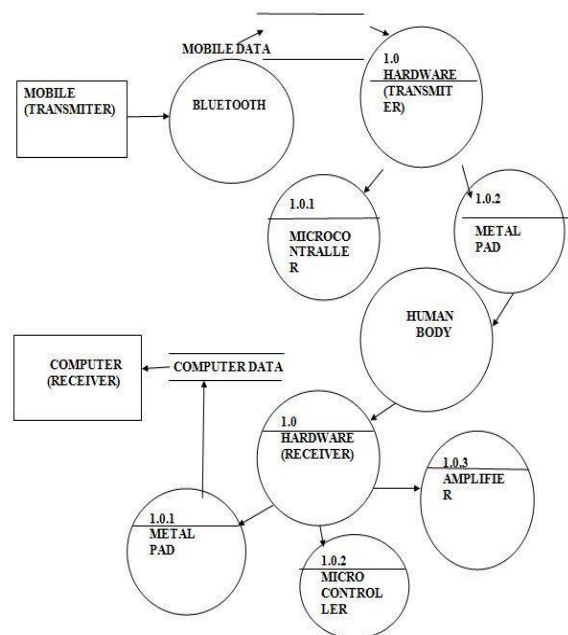 MOBILE DATA
MOBILE
(TRANSMITER)
BLUETOOTH
1.0
HARDWARE
(TRANSMIT
ER)
1.0.1
MICROCO
NTRALLE
R
1.0.2
METAL
PAD
HUMAN
BODY
COMPUTER
(RECEIVER)
COMPUTER DATA
1.0
HARDWARE
(RECEIVER)
1.0.3
AMPLIFIE
R
1.0.1
METAL
PAD
1.0.2
MICRO
CONTROL
LLER